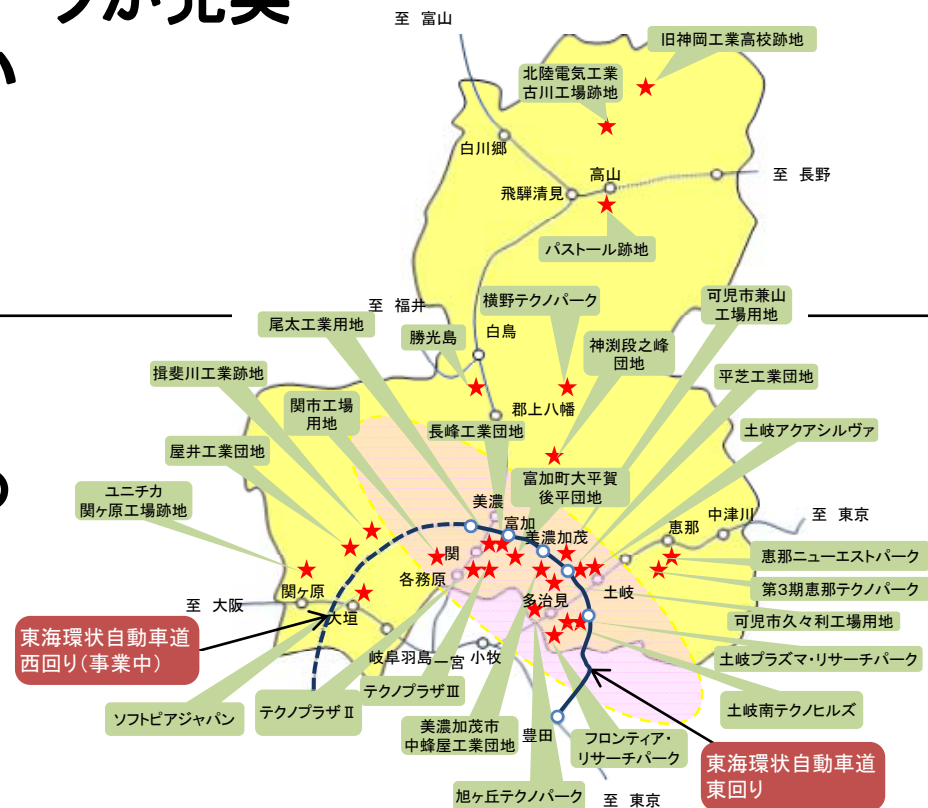 が充実
至 富山
旧神岡工業高校跡地
北陸電気工業
古川工場跡地
白川郷
高山
至 長野
飛騨清見
パストール跡地
至 福井
横野テクノパーク
可児市兼山
工場用地
尾太工業用地
勝光島
白鳥
神渕段之峰
団地
揖斐川工業跡地
平芝工業団地
関市工場
用地
郡上八幡
長峰工業団地
土岐アクアシルヴァ
屋井工業団地
富加町大平賀
後平団地
ユニチカ
関ヶ原工場跡地
美濃
富加
美濃加茂
恵那
中津川
至 東京
関
恵那ニューエストパーク
各務原
第3期恵那テクノパーク
関ヶ原
土岐
至 大阪
大垣
多治見
可児市久々利工場用地
東海環状自動車道
西回り(事業中)
岐阜羽島
一宮
小牧
土岐プラズマ・リサーチパーク
テクノプラザⅢ
ソフトピアジャパン
テクノプラザⅡ
土岐南テクノヒルズ
美濃加茂市
中蜂屋工業団地
豊田
フロンティア・
リサーチパーク
東海環状自動車道
東回り
旭ヶ丘テクノパーク
至 東京